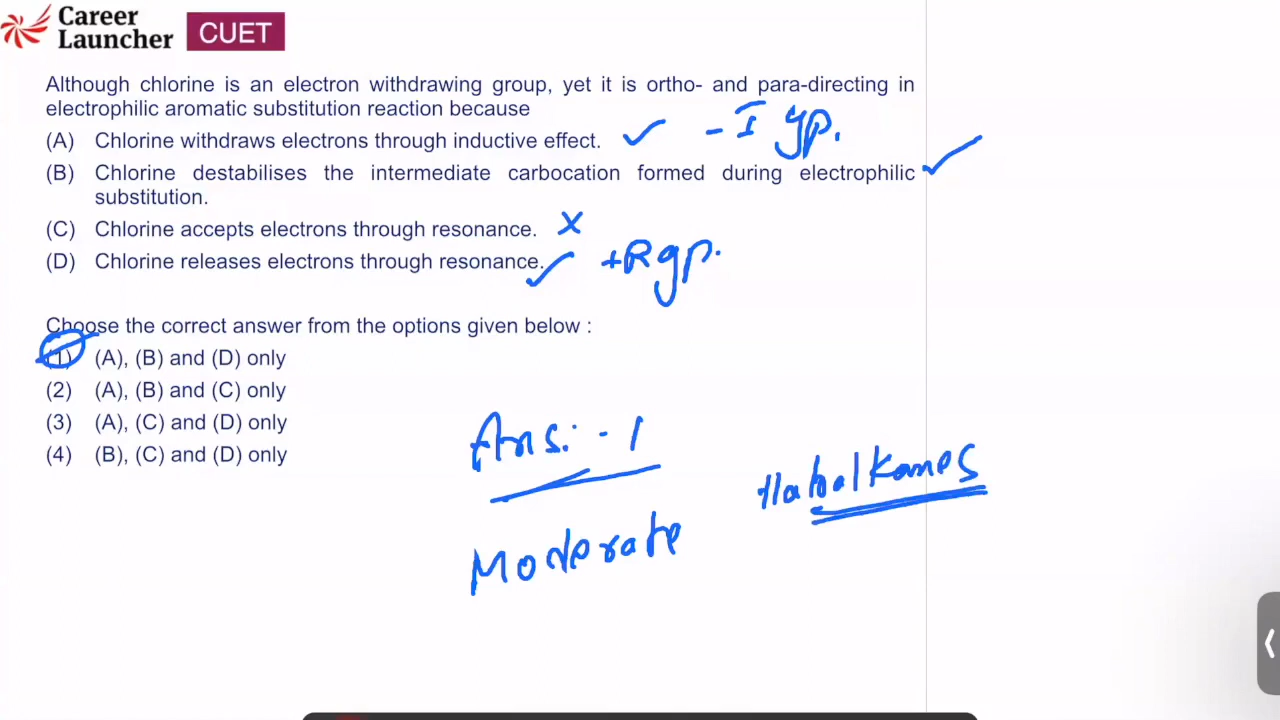 Career
Launcher
CUET
Although chlorine is an electron withdrawing group, yet it is ortho- and para-directing in
electrophilic aromatic substitution reaction because
(A) Chlorine withdraws electrons through inductive effect. ✓ - I gp.
(B) Chlorine destabilises the intermediate carbocation formed during electrophilic ✓
substitution.
(C) Chlorine accepts electrons through resonance. ×
(D) Chlorine releases electrons through resonance. ✓ +R gp.
Choose the correct answer from the options given below :
(1) (A), (B) and (D) only
(2) (A), (B) and (C) only
(3) (A), (C) and (D) only
(4) (B), (C) and (D) only
Ans: - 1
Moderate